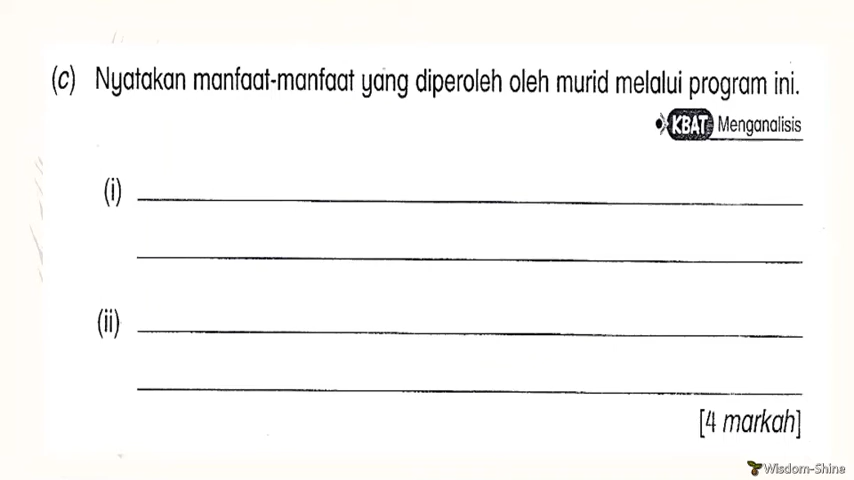 (c) Nyatakan manfaat-manfaat yang diperoleh oleh murid melalui program ini.
KBAT Menganalisis
(i)
(ii)
[4 markah]
Wisdom-Shine